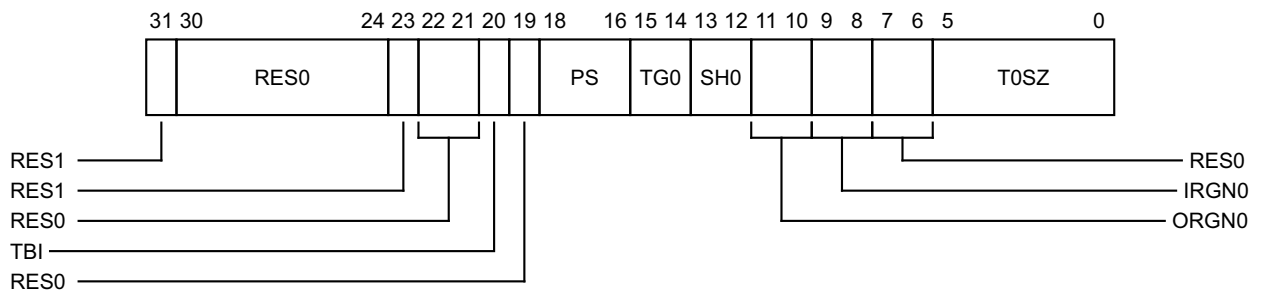 31 30 24 23 22 21 20 19 18 16 15 14 13 12 11 10 9 8 7 6 5 0
RES0 PS TG0 SH0 T0SZ
RES1 RES0
RES1 IRGN0
RES0 ORGN0
TBI
RES0